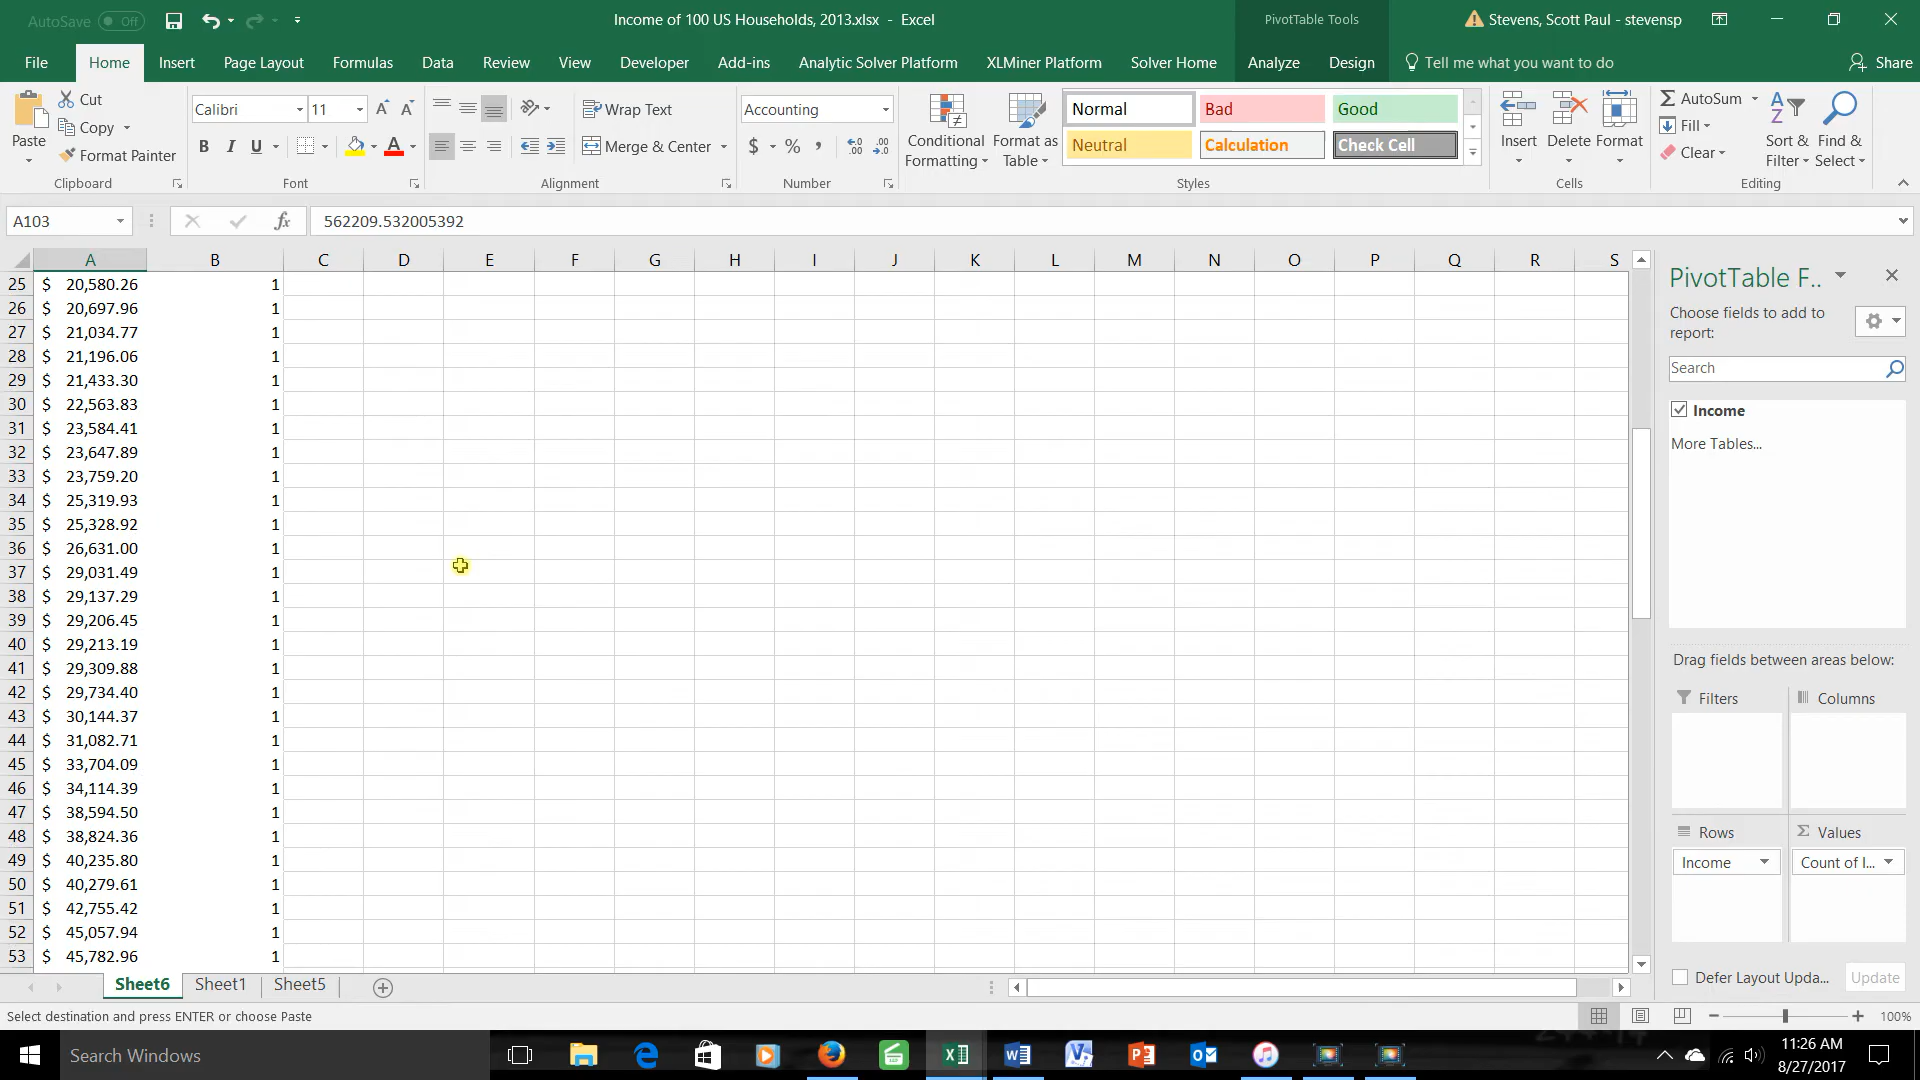 AutoSave Off
Income of 100 US Households, 2013.xlsx - Excel
PivotTable Tools
Stevens, Scott Paul - stevensp
File Home Insert Page Layout Formulas Data Review View Developer Add-ins Analytic Solver Platform XLMiner Platform Solver Home Analyze Design Tell me what you want to do Share
Paste
Cut
Copy
Format Painter
Clipboard
Calibri 11
B I U
Font
Wrap Text
Merge & Center
Alignment
Accounting
$ % ,
Number
Conditional Formatting
Format as Table
Normal Bad Good
Neutral Calculation Check Cell
Styles
Insert Delete Format
Cells
AutoSum
Fill
Clear
Sort & Filter
Find & Select
Editing
A103 fx 562209.532005392
A B C D E F G H I J K L M N O P Q R S
25 $ 20,580.26 1
26 $ 20,697.96 1
27 $ 21,034.77 1
28 $ 21,196.06 1
29 $ 21,433.30 1
30 $ 22,563.83 1
31 $ 23,584.41 1
32 $ 23,647.89 1
33 $ 23,759.20 1
34 $ 25,319.93 1
35 $ 25,328.92 1
36 $ 26,631.00 1
37 $ 29,031.49 1
38 $ 29,137.29 1
39 $ 29,206.45 1
40 $ 29,213.19 1
41 $ 29,309.88 1
42 $ 29,734.40 1
43 $ 30,144.37 1
44 $ 31,082.71 1
45 $ 33,704.09 1
46 $ 34,114.39 1
47 $ 38,594.50 1
48 $ 38,824.36 1
49 $ 40,235.80 1
50 $ 40,279.61 1
51 $ 42,755.42 1
52 $ 45,057.94 1
53 $ 45,782.96 1
PivotTable F..
Choose fields to add to
report:
Search
Income
More Tables...
Drag fields between areas below:
Filters Columns
Rows Σ Values
Income Count of I...
Defer Layout Upda... Update
Sheet6 Sheet1 Sheet5
Select destination and press ENTER or choose Paste
100%
Search Windows
11:26 AM
8/27/2017